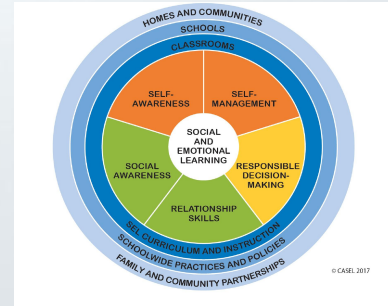 HOMES AND COMMUNITIES
SCHOOLS
CLASSROOMS
SELF-
AWARENESS
SELF-
MANAGEMENT
SOCIAL
AND
EMOTIONAL
LEARNING
SOCIAL
AWARENESS
RESPONSIBLE
DECISION-
MAKING
RELATIONSHIP
SKILLS
SEL CURRICULUM AND INSTRUCTION
SCHOOLWIDE PRACTICES AND POLICIES
FAMILY AND COMMUNITY PARTNERSHIPS
© CASEL 2017